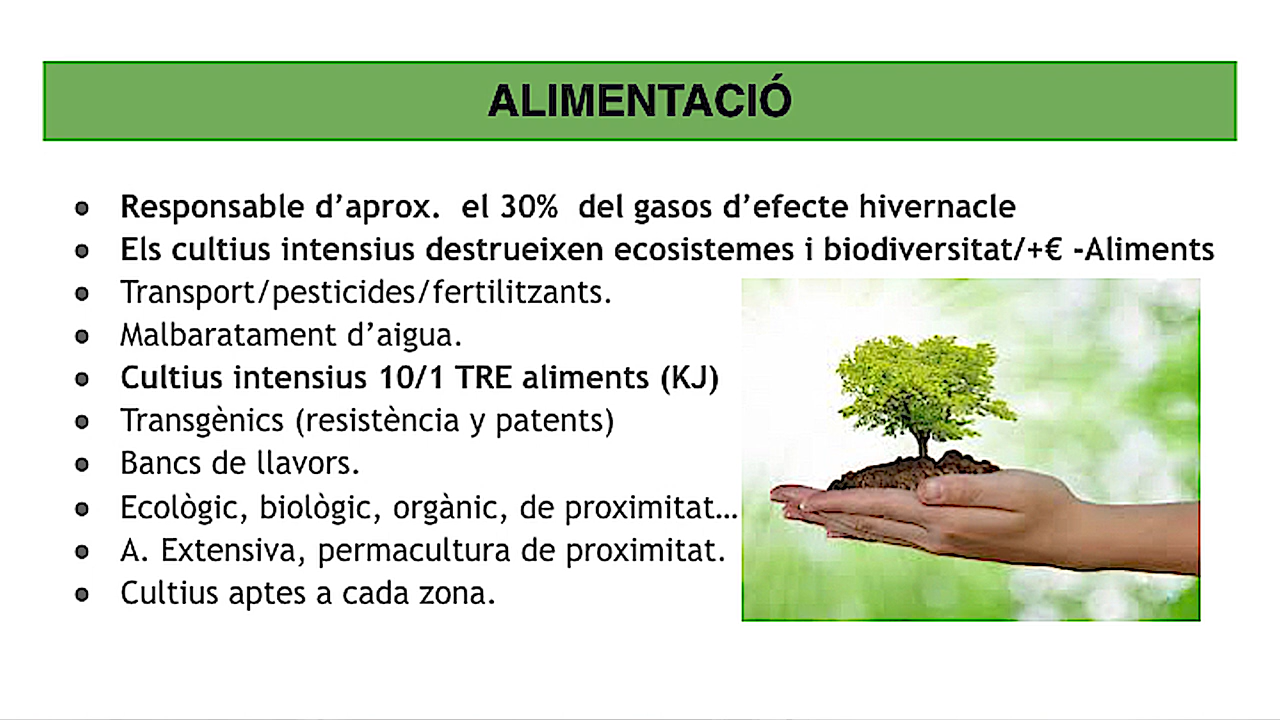 ALIMENTACIÓ
● Responsable d’aprox. el 30% del gasos d’efecte hivernacle
● Els cultius intensius destrueixen ecosistemes i biodiversitat/+€ -Aliments
● Transport/pesticides/fertilitzants.
● Malbaratament d’aigua.
● Cultius intensius 10/1 TRE aliments (KJ)
● Transgènics (resistència y patents)
● Bancs de llavors.
● Ecològic, biològic, orgànic, de proximitat…
● A. Extensiva, permacultura de proximitat.
● Cultius aptes a cada zona.